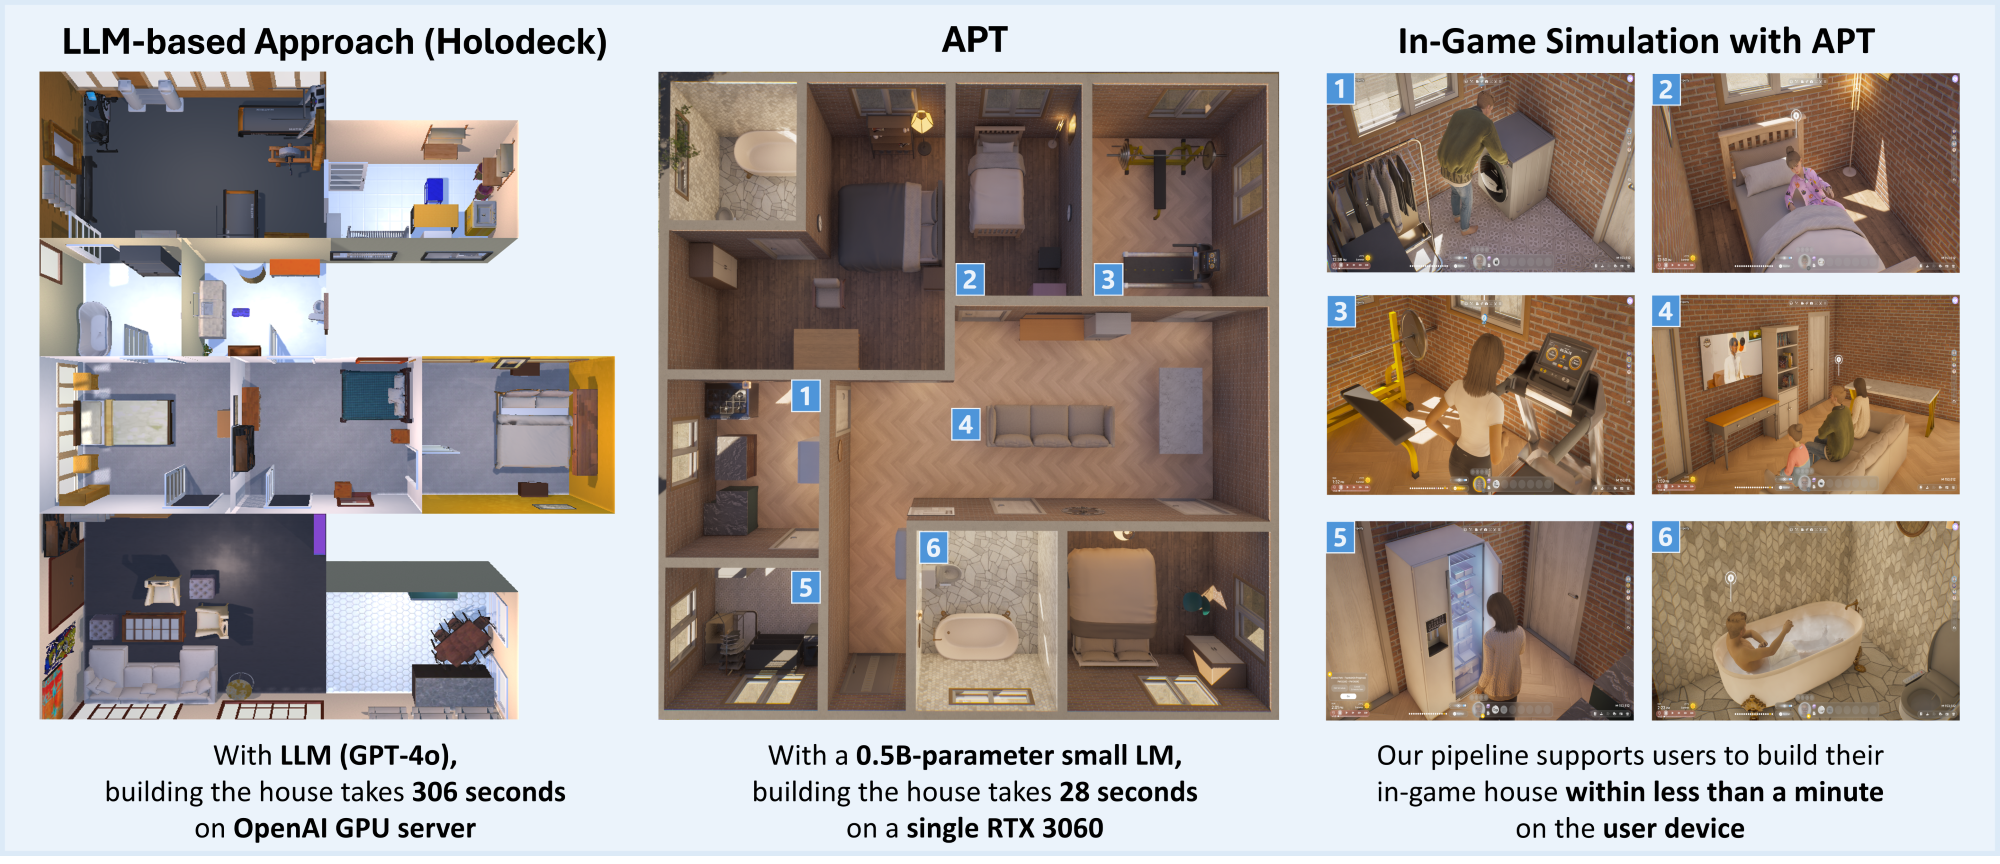 LLM-based Approach (Holodeck)
With LLM (GPT-4o),
building the house takes 306 seconds
on OpenAI GPU server
APT
1
2
3
4
5
6
With a 0.5B-parameter small LM,
building the house takes 28 seconds
on a single RTX 3060
In-Game Simulation with APT
1
2
3
4
5
6
Our pipeline supports users to build their
in-game house within less than a minute
on the user device